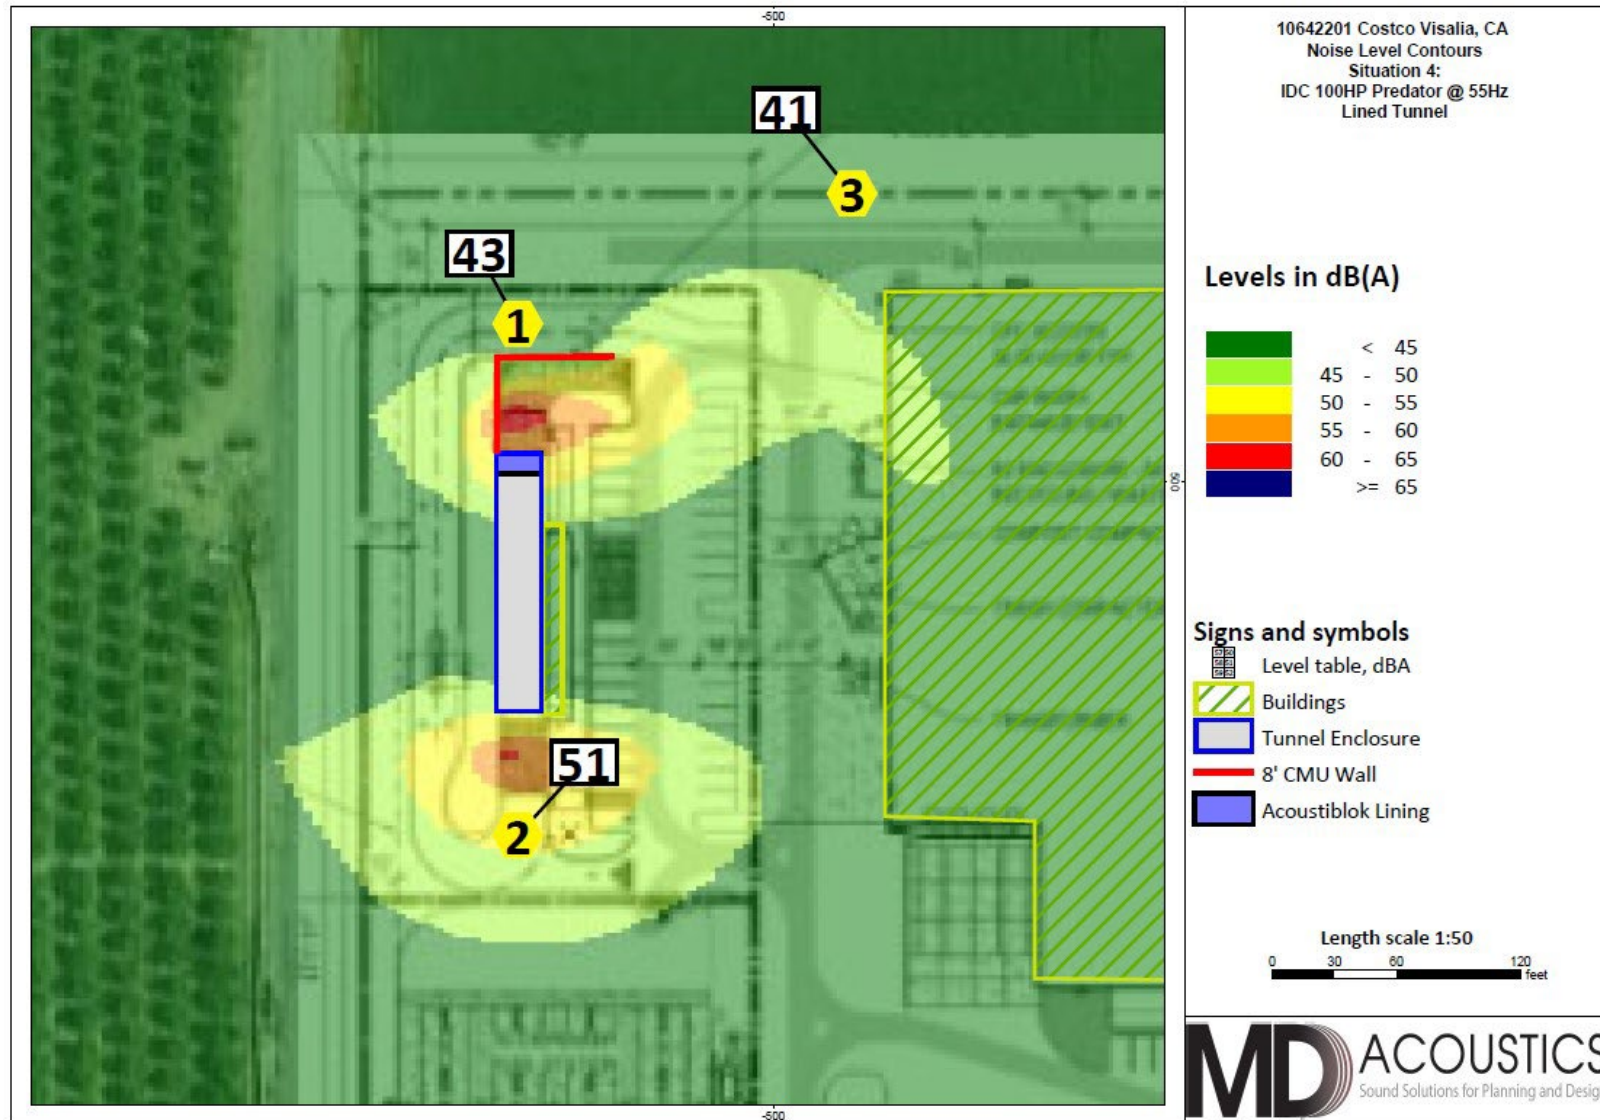 -500
10642201 Costco Visalia, CA
Noise Level Contours
Situation 4:
IDC 100HP Predator @ 55Hz
Lined Tunnel
41
3
43
1
500
51
2
-500
Levels in dB(A)
< 45
45 - 50
50 - 55
55 - 60
60 - 65
>= 65
Signs and symbols
Level table, dBA
Buildings
Tunnel Enclosure
8' CMU Wall
Acoustiblok Lining
Length scale 1:50
0 30 60 120
feet
MD ACOUSTICS
Sound Solutions for Planning and Desig